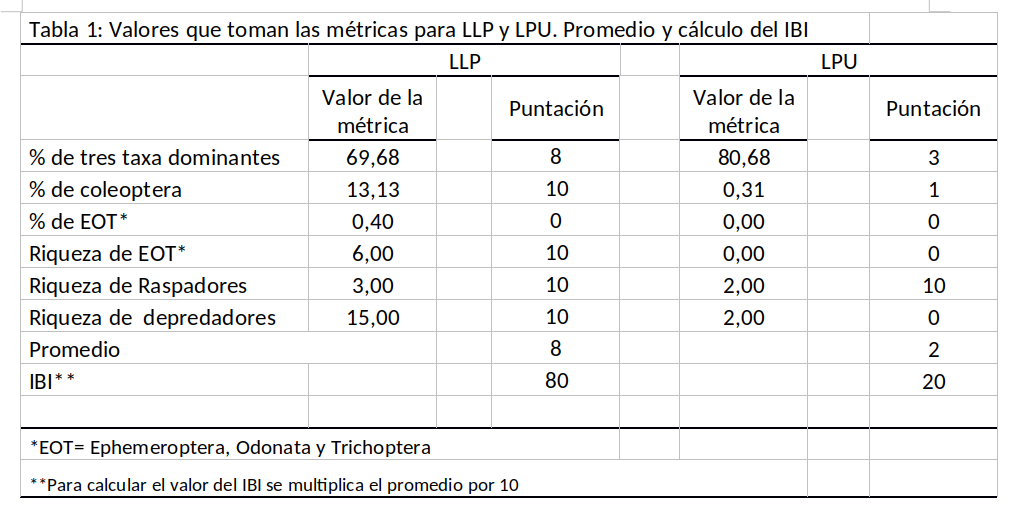 Tabla 1: Valores que toman las métricas para LLP y LPU. Promedio y cálculo del IBI
LLP LPU
Valor de la métrica Puntación Valor de la métrica Puntación
% de tres taxa dominantes 69,68 8 80,68 3
% de coleoptera 13,13 10 0,31 1
% de EOT* 0,40 0 0,00 0
Riqueza de EOT* 6,00 10 0,00 0
Riqueza de Raspadores 3,00 10 2,00 10
Riqueza de depredadores 15,00 10 2,00 0
Promedio 8 2
IBI** 80 20
*EOT= Ephemeroptera, Odonata y Trichoptera
**Para calcular el valor del IBI se multiplica el promedio por 10